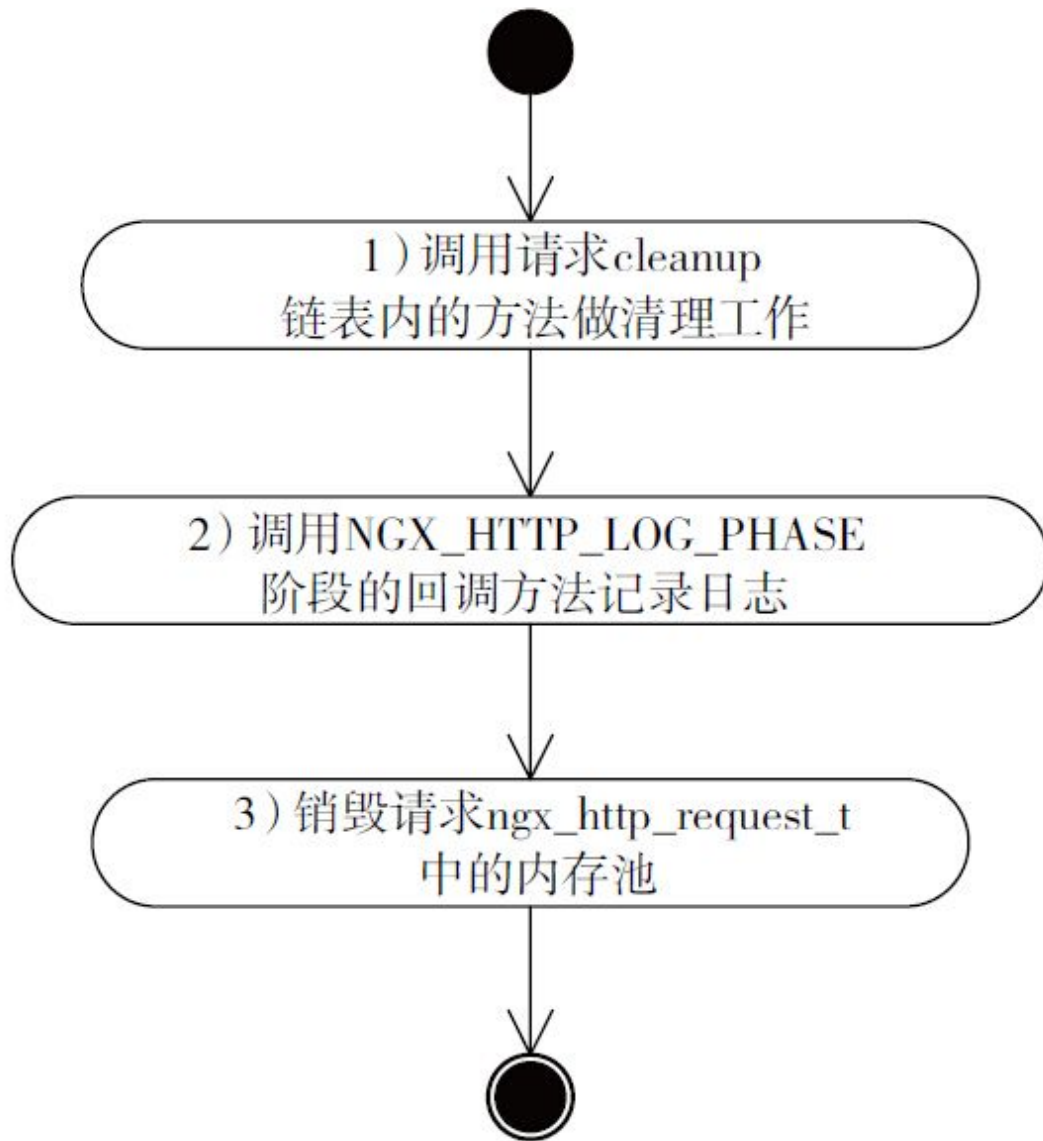 1）调用请求cleanup
链表内的方法做清理工作
2）调用NGX_HTTP_LOG_PHASE
阶段的回调方法记录日志
3）销毁请求ngx_http_request_t
中的内存池